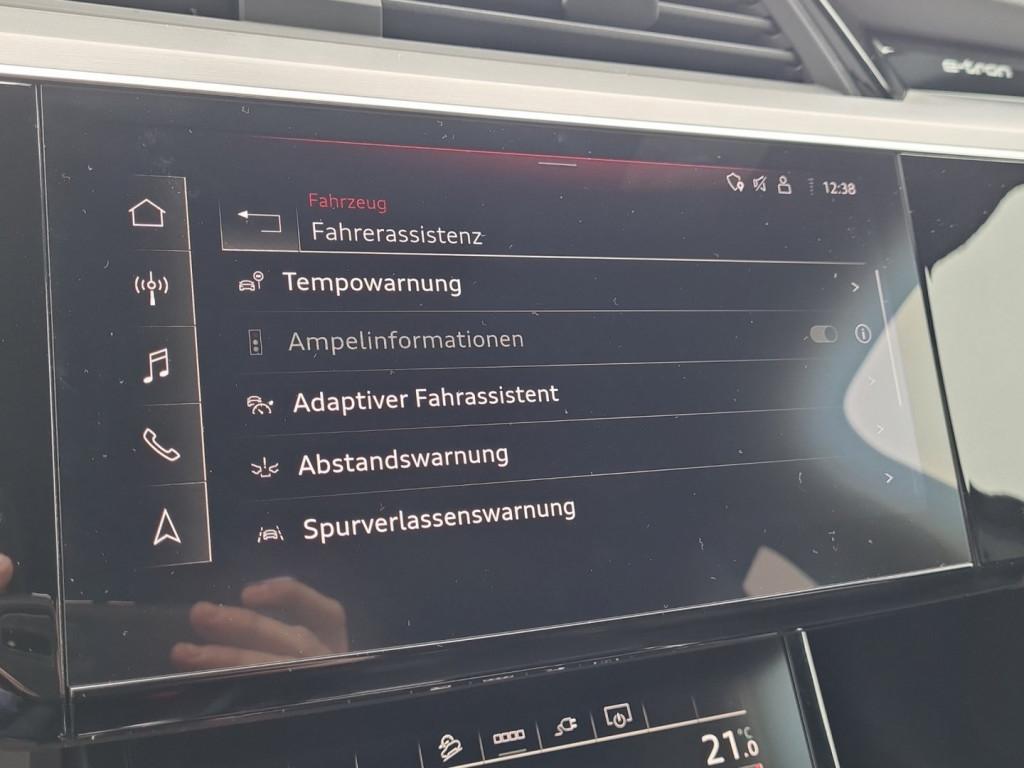 e-tron
12:38
Fahrzeug
Fahrerassistenz
Tempowarnung
Ampelinformationen
Adaptiver Fahrassistent
Abstandswarnung
Spurverlassenswarnung
21.0 °C